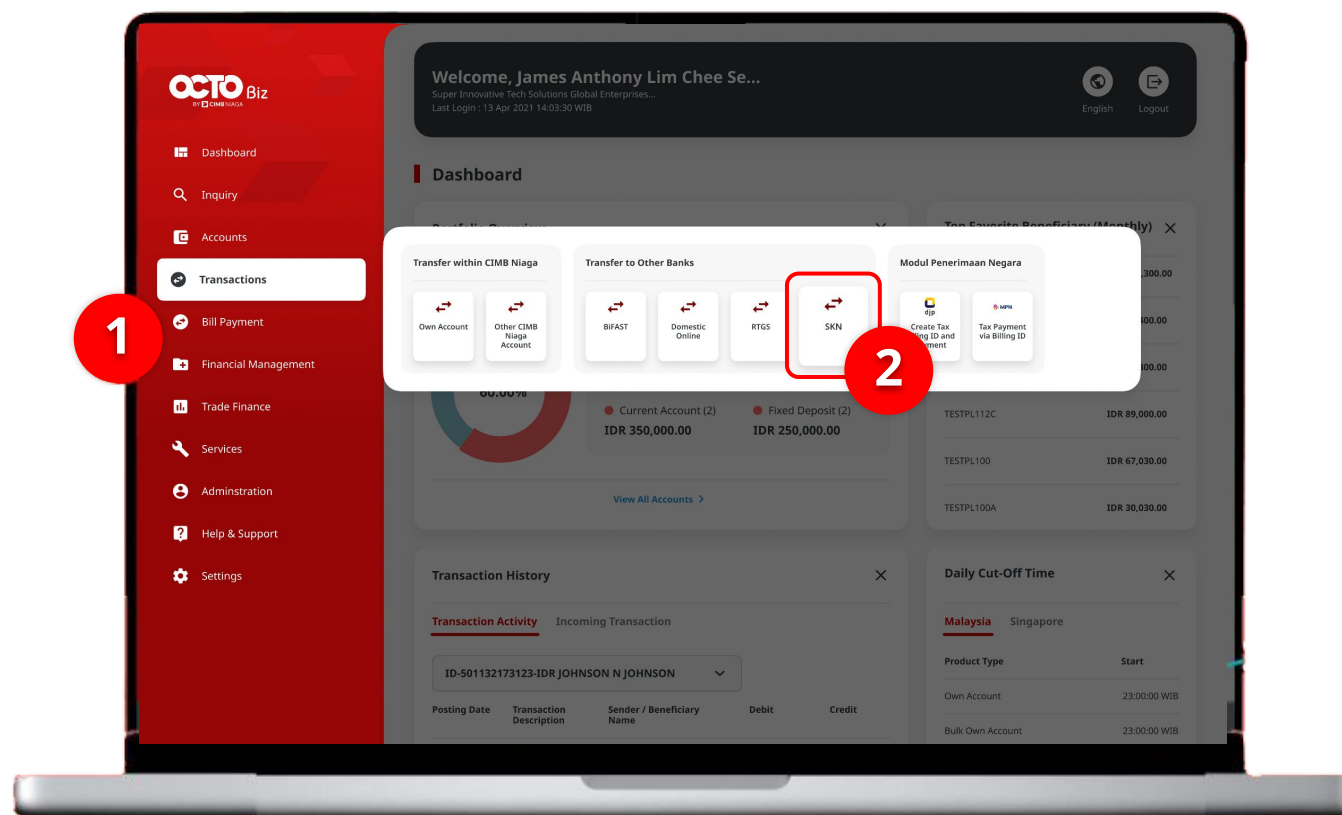 OCTO Biz
BY CIMB NIAGA
Dashboard
Inquiry
Accounts
Transactions
Bill Payment
Financial Management
Trade Finance
Services
Adminstration
Help & Support
Settings
1
Welcome, James Anthony Lim Chee Se...
Super Innovative Tech Solutions Global Enterprises...
Last Login : 13 Apr 2021 14:03:30 WIB
English
Logout
Dashboard
Top Favorite Beneficiary (Monthly)
Transfer within CIMB Niaga
Own Account
Other CIMB
Niaga
Account
Transfer to Other Banks
BiFAST
Domestic
Online
RTGS
SKN
2
Modul Penerimaan Negara
djp
Create Tax
ID and
MPN
Tax Payment
via Billing ID
,300.00
00.00
00.00
60.00%
Current Account (2)
IDR 350,000.00
Fixed Deposit (2)
IDR 250,000.00
View All Accounts
TESTPL112C IDR 89,000.00
TESTPL100 IDR 67,030.00
TESTPL100A IDR 30,030.00
Transaction History
Transaction Activity Incoming Transaction
ID-501132173123-IDR JOHNSON N JOHNSON
Posting Date
Transaction
Description
Sender / Beneficiary
Name
Debit
Credit
Daily Cut-Off Time
Malaysia Singapore
Product Type Start
Own Account 23:00:00 WIB
Bulk Own Account 23:00:00 WIB